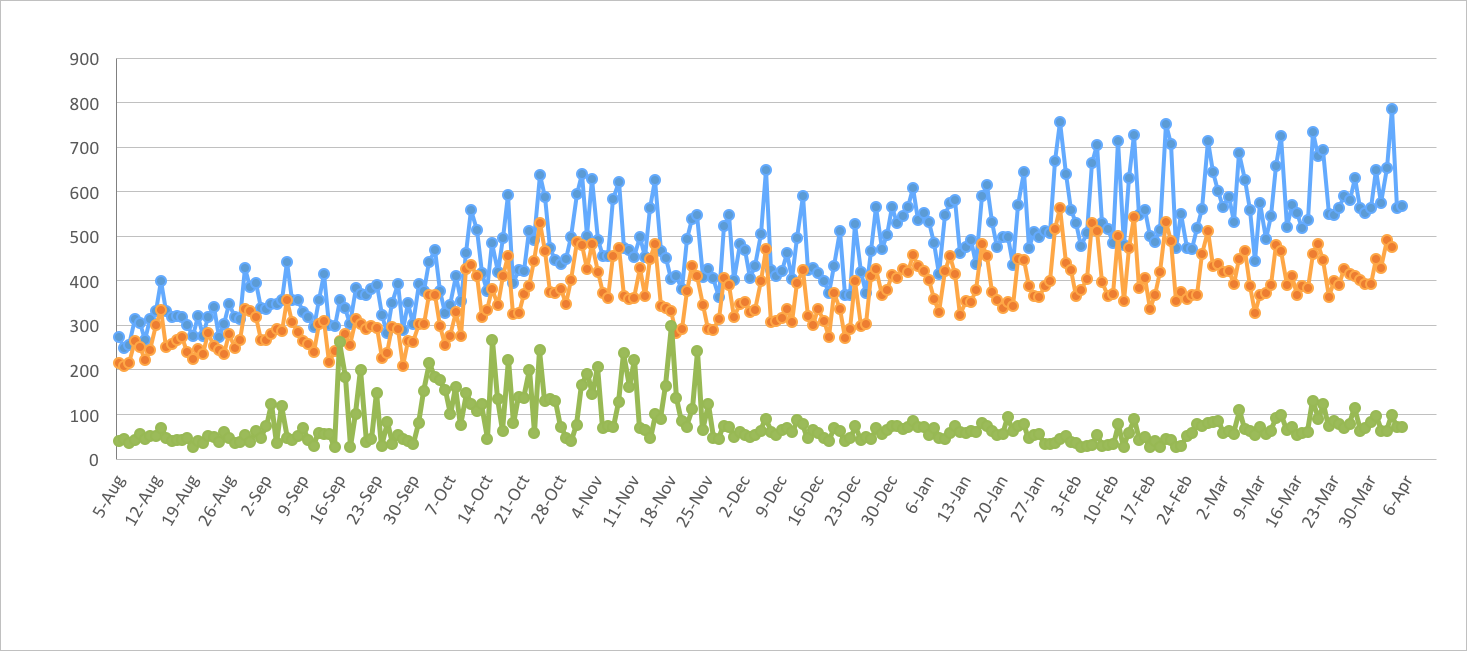 900
800
700
600
500
400
300
200
100
0
5-Aug
12-Aug
19-Aug
26-Aug
2-Sep
9-Sep
16-Sep
23-Sep
30-Sep
7-Oct
14-Oct
21-Oct
28-Oct
4-Nov
11-Nov
18-Nov
25-Nov
2-Dec
9-Dec
16-Dec
23-Dec
30-Dec
6-Jan
13-Jan
20-Jan
27-Jan
3-Feb
10-Feb
17-Feb
24-Feb
2-Mar
9-Mar
16-Mar
23-Mar
30-Mar
6-Apr